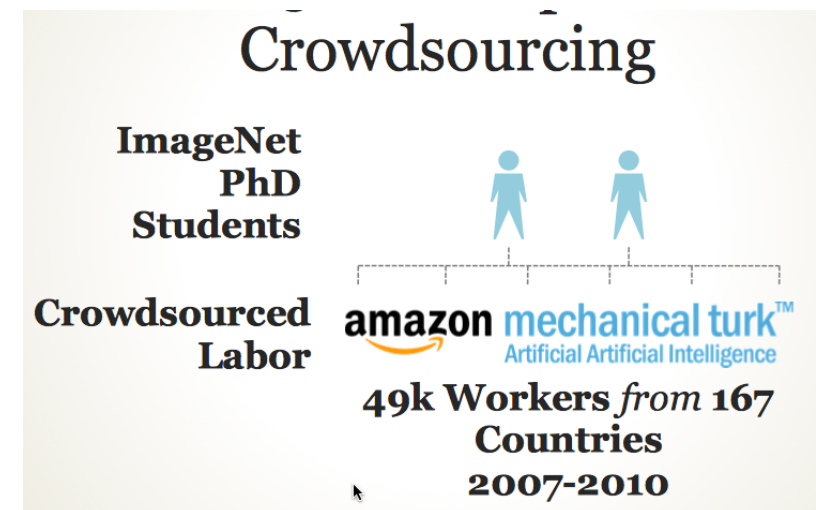 Crowdsourcing
ImageNet
PhD
Students
Crowdsourced
Labor
amazon mechanical turk™
Artificial Artificial Intelligence
49k Workers from 167
Countries
2007-2010